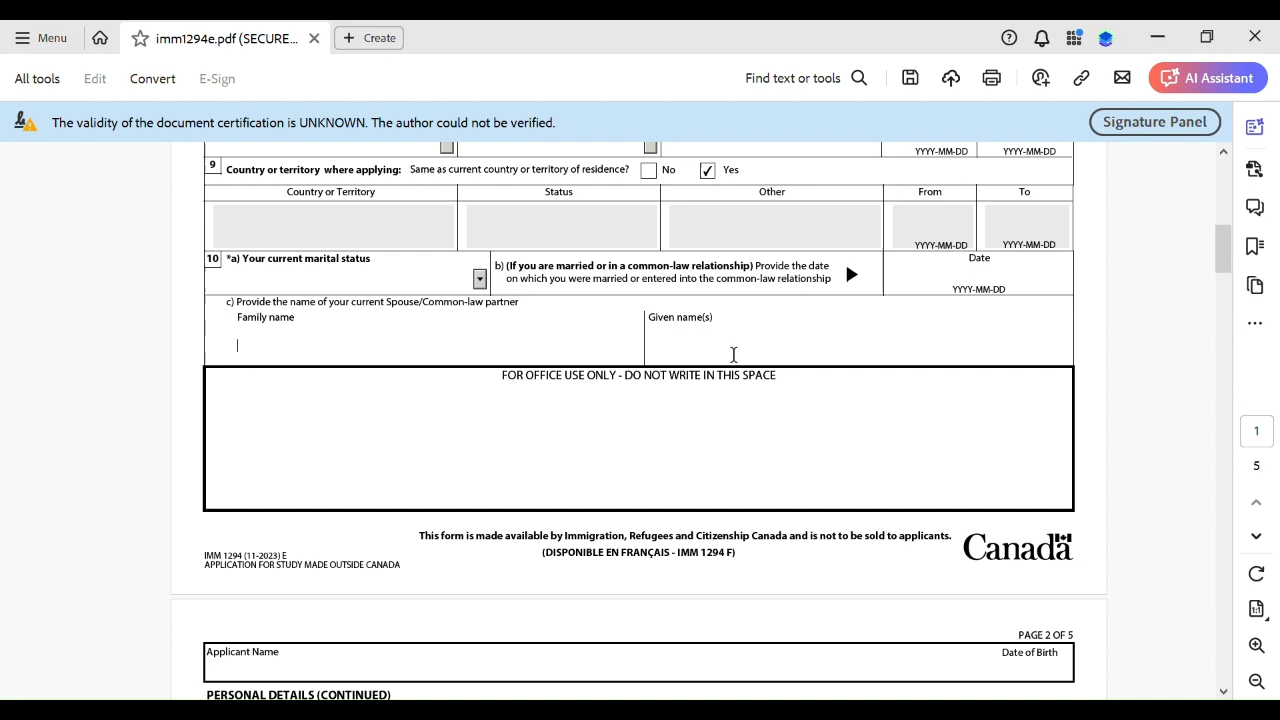 Menu
imm1294e.pdf (SECURE...
Create
All tools
Edit
Convert
E-Sign
Find text or tools
AI Assistant
The validity of the document certification is UNKNOWN. The author could not be verified.
Signature Panel
YYYY-MM-DD YYYY-MM-DD
9 Country or territory where applying: Same as current country or territory of residence? No ✓ Yes
Country or Territory Status Other From To
YYYY-MM-DD YYYY-MM-DD
10 *a) Your current marital status
b) (If you are married or in a common-law relationship) Provide the date
on which you were married or entered into the common-law relationship
Date
YYYY-MM-DD
c) Provide the name of your current Spouse/Common-law partner
Family name Given name(s)
FOR OFFICE USE ONLY - DO NOT WRITE IN THIS SPACE
This form is made available by Immigration, Refugees and Citizenship Canada and is not to be sold to applicants.
(DISPONIBLE EN FRANÇAIS - IMM 1294 F)
IMM 1294 (11-2023) E
APPLICATION FOR STUDY MADE OUTSIDE CANADA
Canada
PAGE 2 OF 5
Applicant Name Date of Birth
PERSONAL DETAILS (CONTINUED)
1
5
1:1